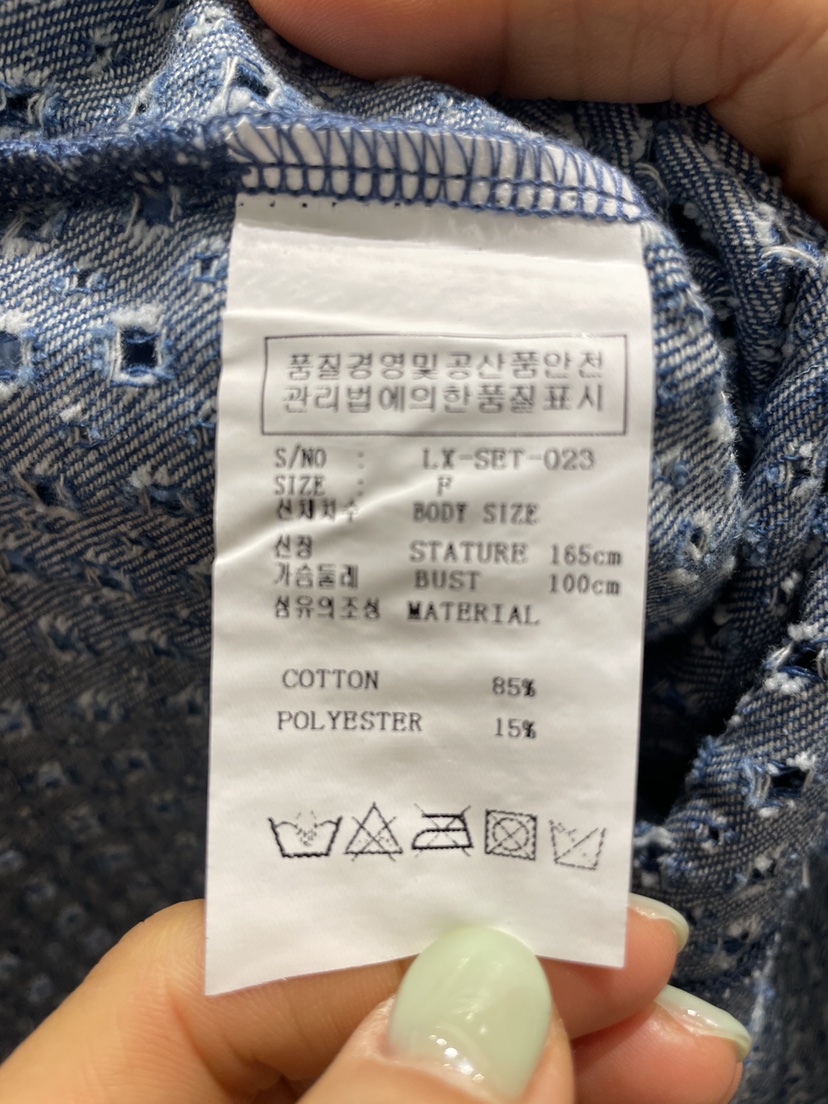 품질경영및공산품안전
관리법에의한품질표시
S/NO : LX-SET-023
SIZE : F
신체치수 BODY SIZE
신장 STATURE 165cm
가슴둘레 BUST 100cm
섬유의조성 MATERIAL
COTTON 85%
POLYESTER 15%